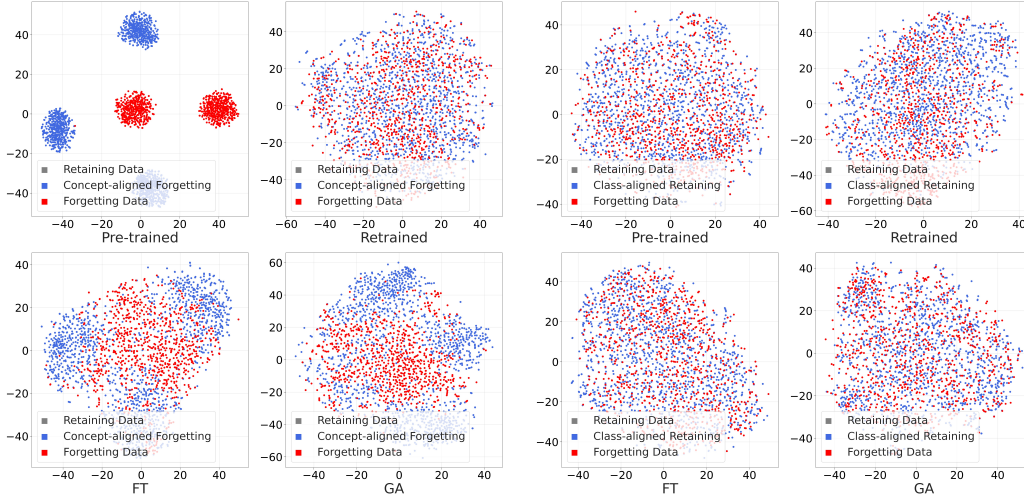 40
20
0
−20
−40
Retaining Data
Concept-aligned Forgetting
Forgetting Data
−40 −20 0 20 40
Pre-trained
40
20
0
−20
−40
Retaining Data
Concept-aligned Forgetting
Forgetting Data
−60 −40 −20 0 20 40
Retrained
40
20
0
−20
−40
Retaining Data
Class-aligned Retaining
Forgetting Data
−40 −20 0 20 40
Pre-trained
40
20
0
−20
−40
−60
Retaining Data
Class-aligned Retaining
Forgetting Data
−40 −20 0 20 40
Retrained
40
20
0
−20
−40
Retaining Data
Concept-aligned Forgetting
Forgetting Data
−40 −20 0 20 40
FT
60
40
20
0
−20
−40
−60
Retaining Data
Concept-aligned Forgetting
Forgetting Data
−40 −20 0 20 40
GA
40
20
0
−20
−40
Retaining Data
Class-aligned Retaining
Forgetting Data
−40 −20 0 20 40
FT
40
20
0
−20
−40
Retaining Data
Class-aligned Retaining
Forgetting Data
−40 −20 0 20 40
GA